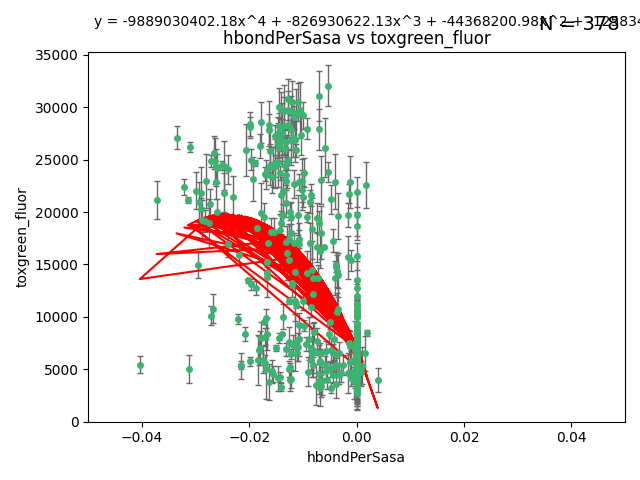 y = -9889030402.18x^4 + -826930622.13x^3 + -44368200.98x^2 +
N = 378
hbondPerSasa vs toxgreen_fluor
35000
30000
25000
20000
15000
10000
5000
0
toxgreen_fluor
−0.04 −0.02 0.00 0.02 0.04
hbondPerSasa